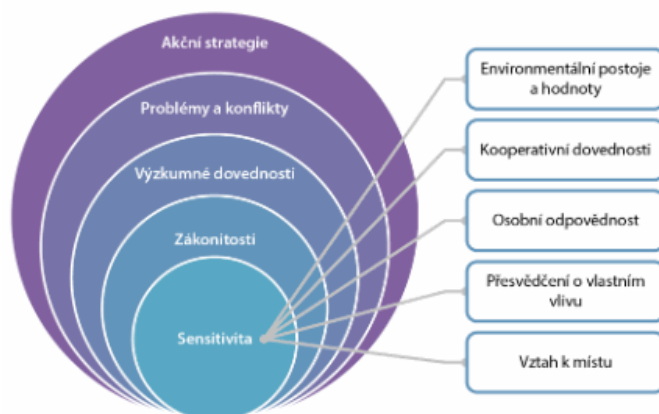 Akční strategie
Problémy a konflikty
Výzkumné dovednosti
Zákonitosti
Sensitivita
Environmentální postoje
a hodnoty
Kooperativní dovednosti
Osobní odpovědnost
Přesvědčení o vlastním
vlivu
Vztah k místu